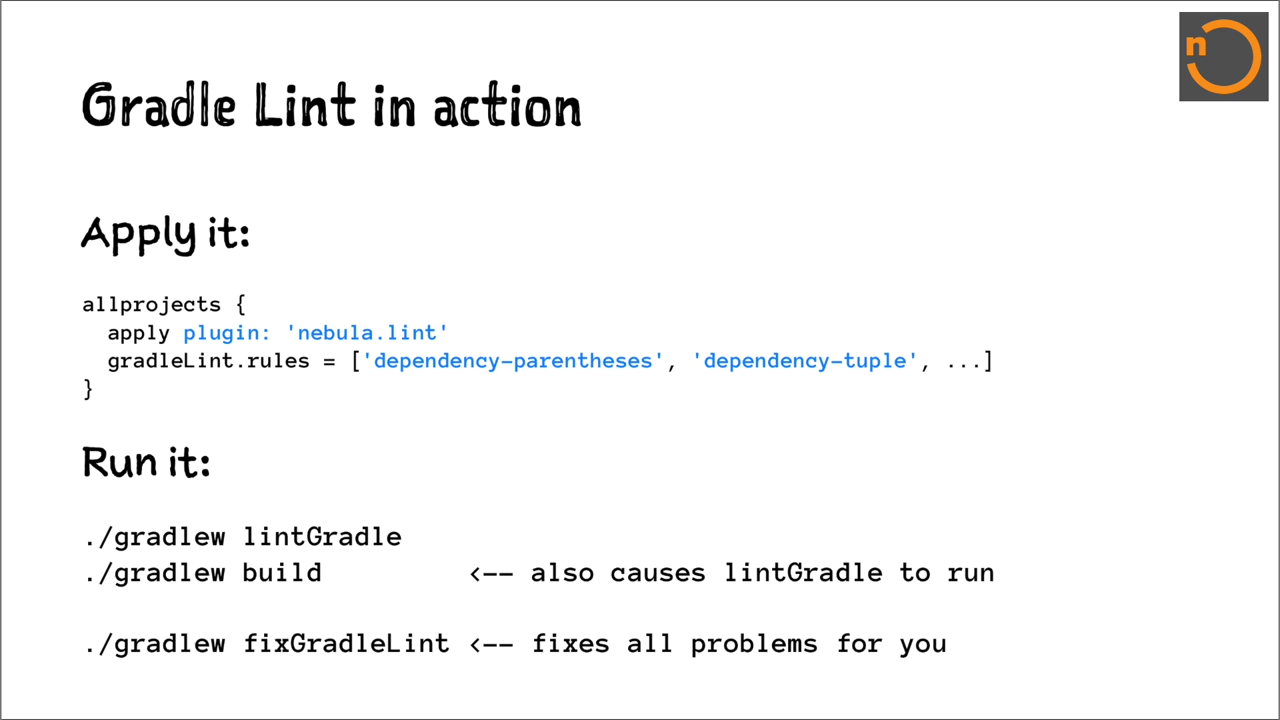 n
Gradle Lint in action
Apply it:
allprojects {
  apply plugin: 'nebula.lint'
  gradleLint.rules = ['dependency-parentheses', 'dependency-tuple', ...]
}
Run it:
./gradlew lintGradle
./gradlew build         <-- also causes lintGradle to run
./gradlew fixGradleLint <-- fixes all problems for you